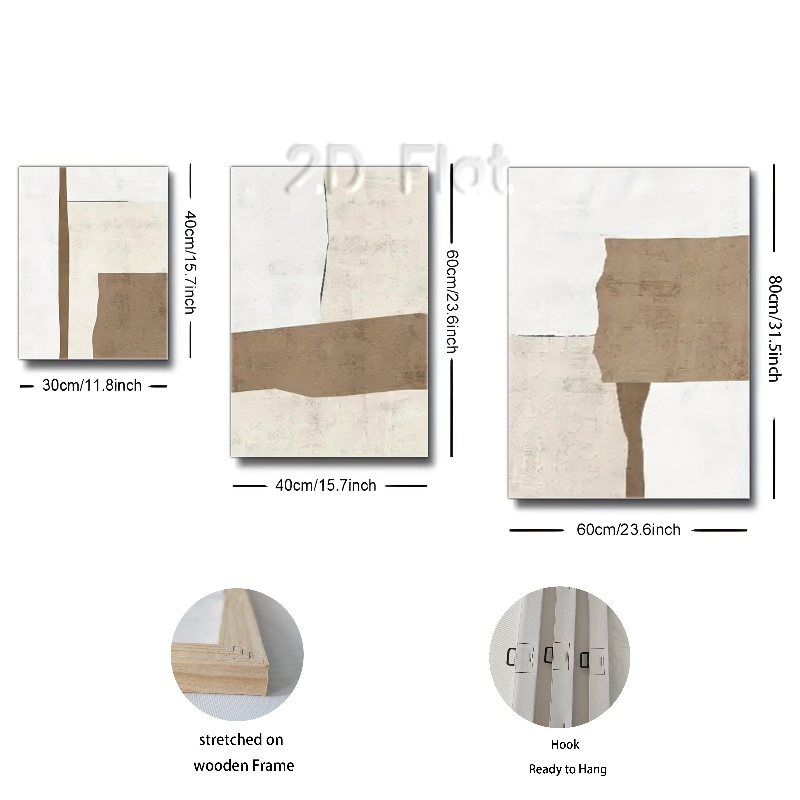 2D Flat
40cm/15.7inch
30cm/11.8inch
60cm/23.6inch
40cm/15.7inch
80cm/31.5inch
60cm/23.6inch
stretched on
wooden Frame
Hook
Ready to Hang